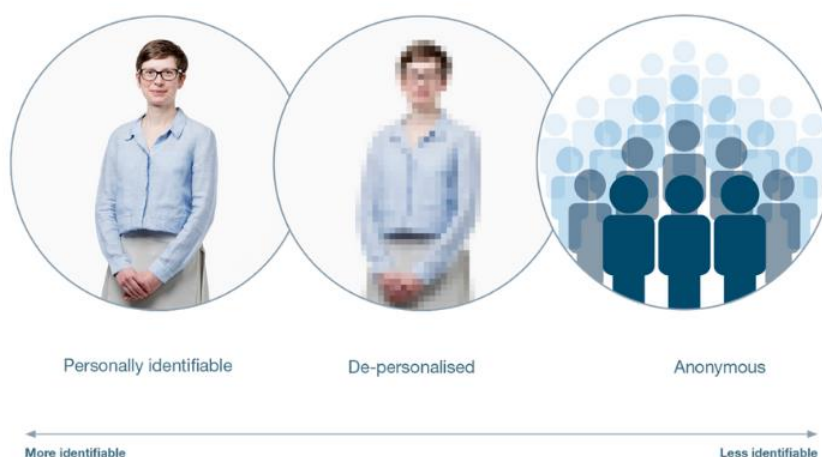 Personally identifiable
De-personalised
Anonymous
More identifiable
Less identifiable